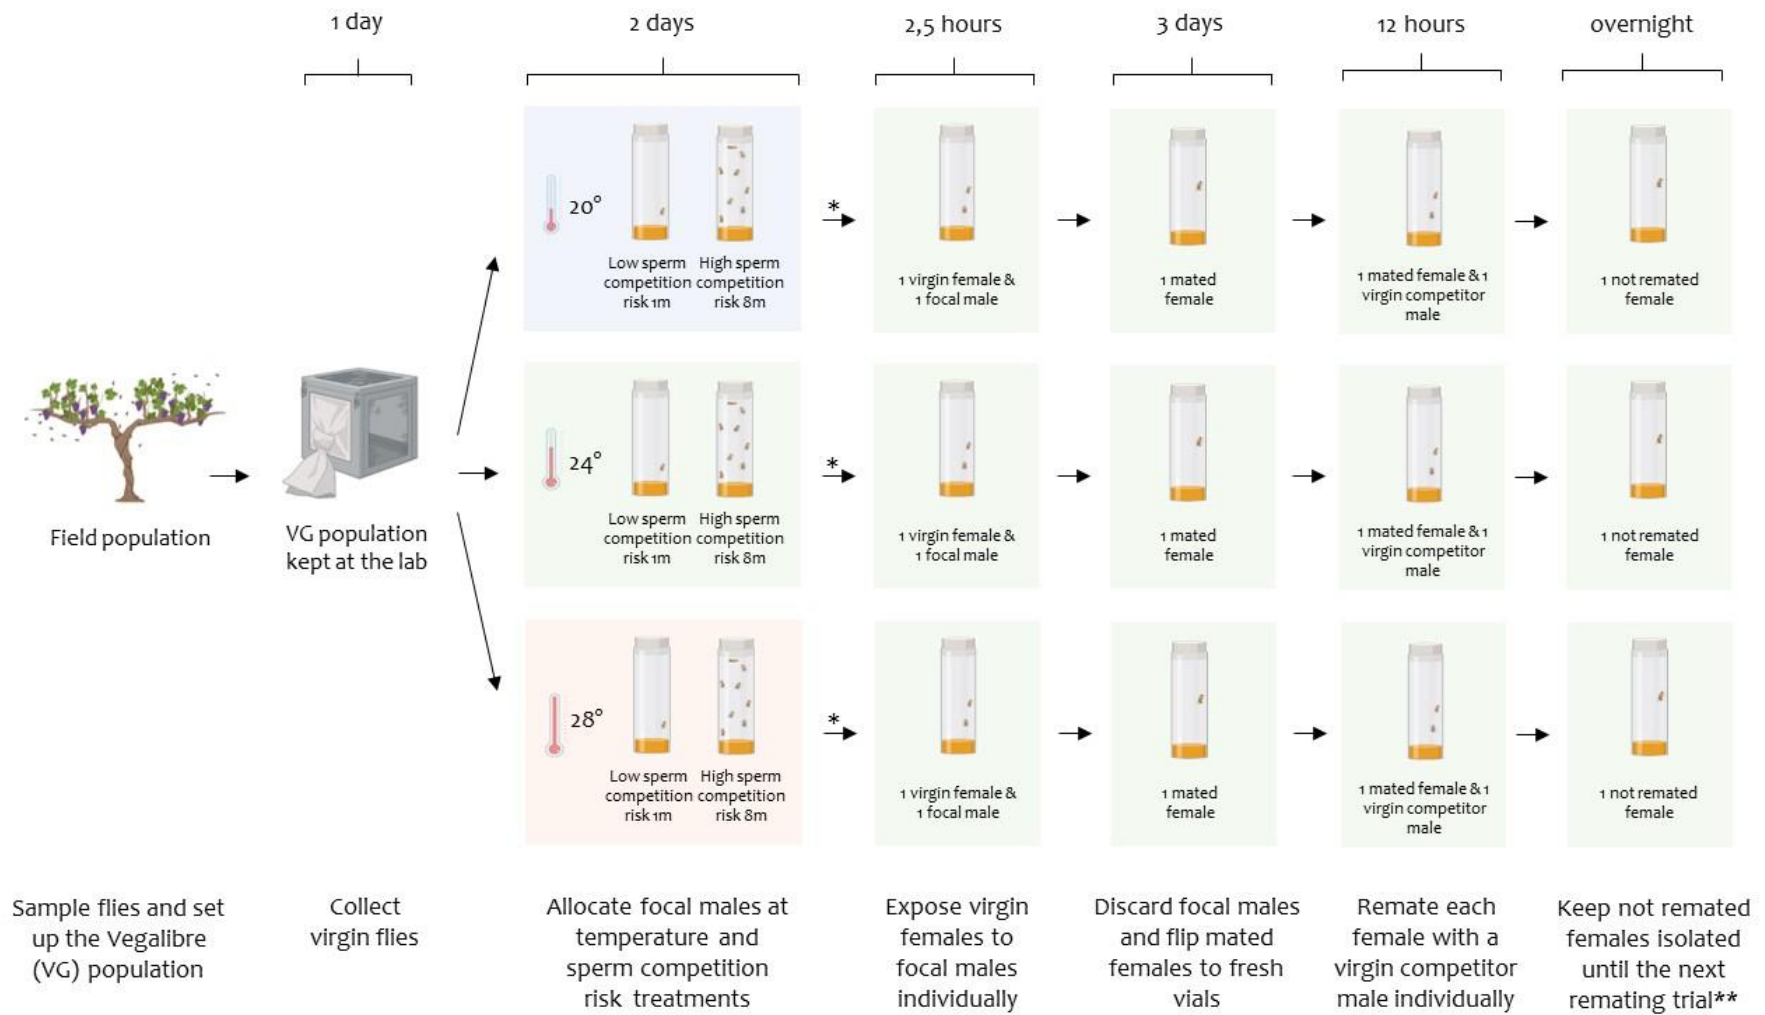 1 day
2 days
2,5 hours
3 days
12 hours
overnight
20°
Low sperm
competition
risk 1m
High sperm
competition
risk 8m
*
1 virgin female &
1 focal male
1 mated
female
1 mated female & 1
virgin competitor
male
1 not remated
female
Field population
VG population
kept at the lab
24°
Low sperm
competition
risk 1m
High sperm
competition
risk 8m
*
1 virgin female &
1 focal male
1 mated
female
1 mated female & 1
virgin competitor
male
1 not remated
female
28°
Low sperm
competition
risk 1m
High sperm
competition
risk 8m
*
1 virgin female &
1 focal male
1 mated
female
1 mated female & 1
virgin competitor
male
1 not remated
female
Sample flies and set
up the Vegalibre
(VG) population
Collect
virgin flies
Allocate focal males at
temperature and
sperm competition
risk treatments
Expose virgin
females to
focal males
individually
Discard focal males
and flip mated
females to fresh
vials
Remate each
female with a
virgin competitor
male individually
Keep not remated
females isolated
until the next
remating trial**